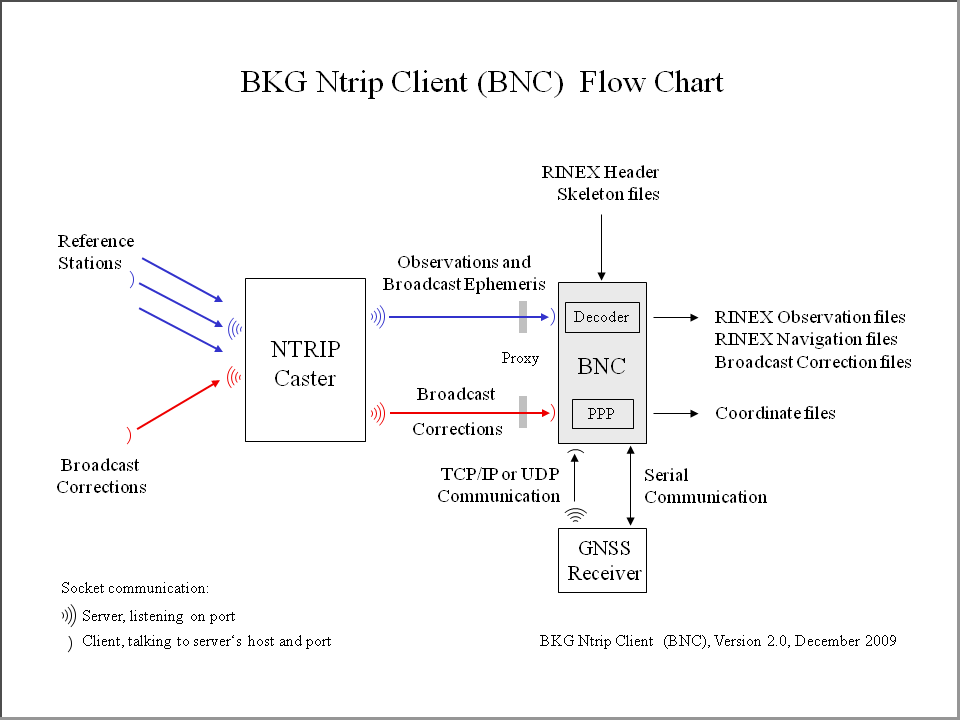 BKG Ntrip Client (BNC)  Flow Chart
RINEX Header
Skeleton files
Reference
Stations
Observations and
Broadcast Ephemeris
NTRIP
Caster
Decoder
BNC
PPP
Proxy
RINEX Observation files
RINEX Navigation files
Broadcast Correction files
Broadcast
Corrections
Coordinate files
Broadcast
Corrections
TCP/IP or UDP
Communication
Serial
Communication
GNSS
Receiver
Socket communication:
Server, listening on port
Client, talking to server‘s host and port
BKG Ntrip Client  (BNC), Version 2.0, December 2009